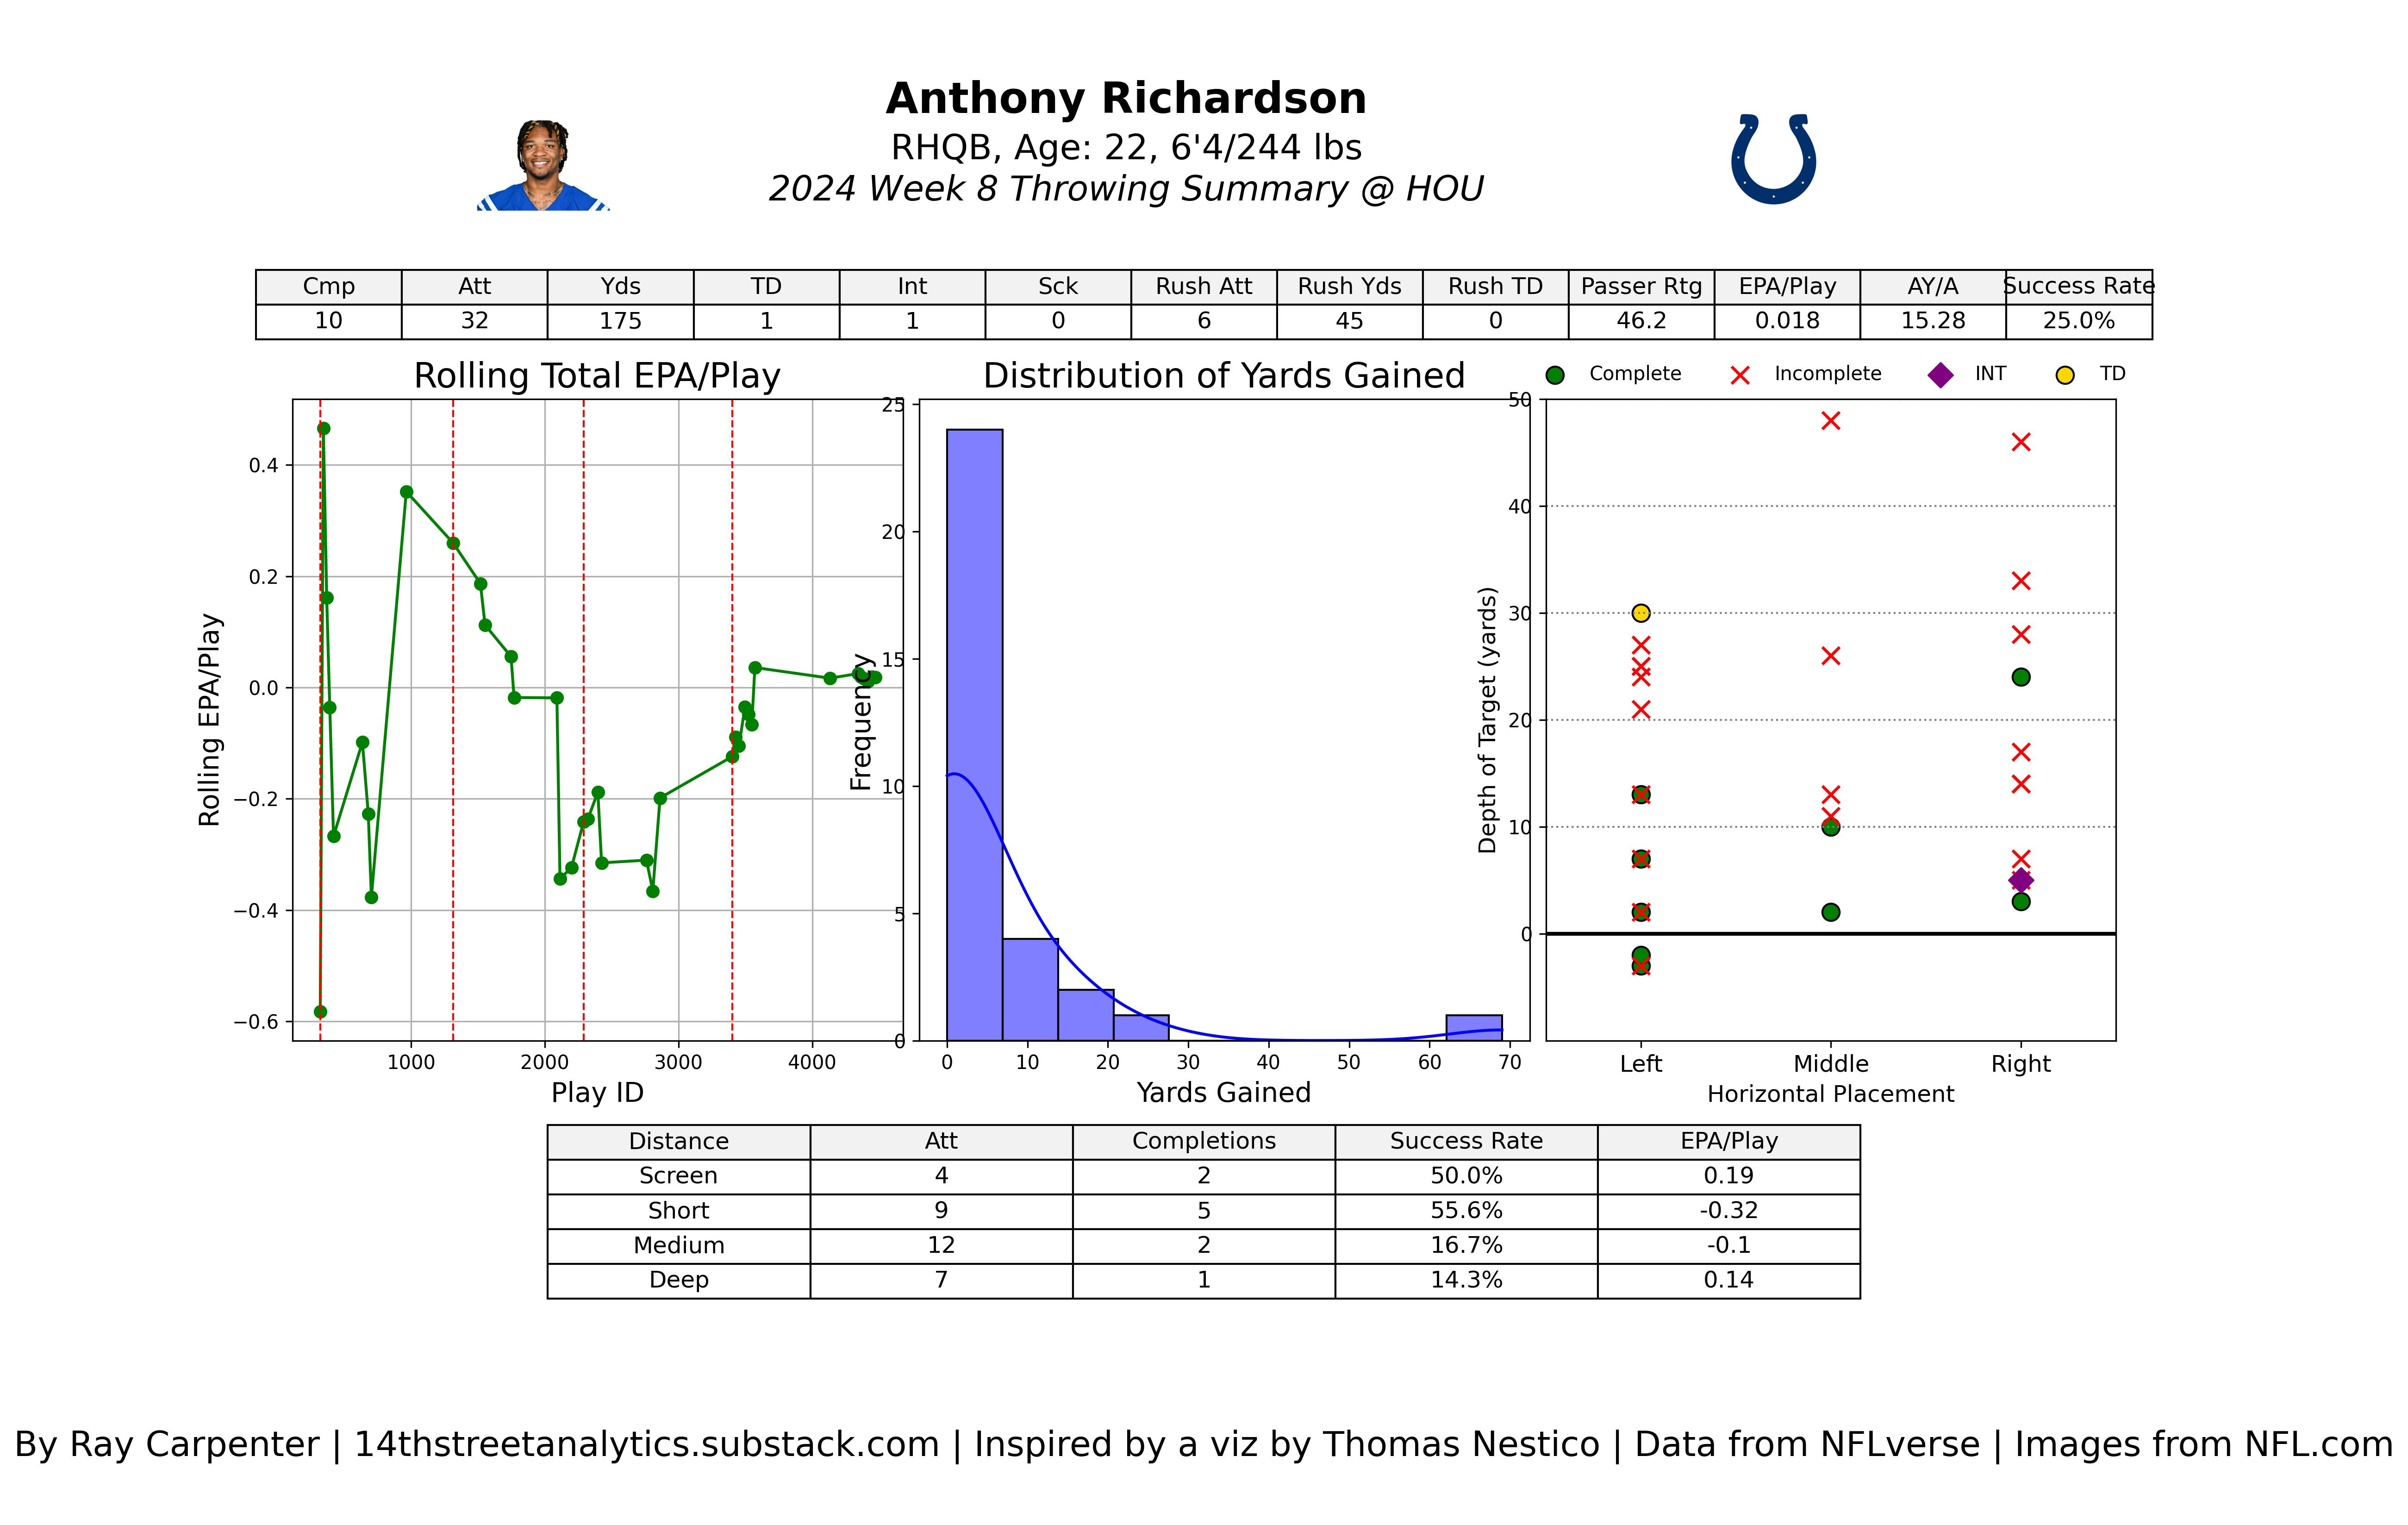 Anthony Richardson
RHQB, Age: 22, 6'4/244 lbs
2024 Week 8 Throwing Summary @ HOU
Cmp Att Yds TD Int Sck Rush Att Rush Yds Rush TD Passer Rtg EPA/Play AY/A Success Rate
10 32 175 1 1 0 6 45 0 46.2 0.018 15.28 25.0%
Rolling Total EPA/Play
0.4
0.2
0.0
−0.2
−0.4
−0.6
Rolling EPA/Play
1000 2000 3000 4000
Play ID
Distribution of Yards Gained
25
20
15
10
5
0
Frequency
0 10 20 30 40 50 60 70
Yards Gained
Complete Incomplete INT TD
50
40
30
20
10
0
Depth of Target (yards)
Left Middle Right
Horizontal Placement
Distance Att Completions Success Rate EPA/Play
Screen 4 2 50.0% 0.19
Short 9 5 55.6% -0.32
Medium 12 2 16.7% -0.1
Deep 7 1 14.3% 0.14
By Ray Carpenter | 14thstreetanalytics.substack.com | Inspired by a viz by Thomas Nestico | Data from NFLverse | Images from NFL.com